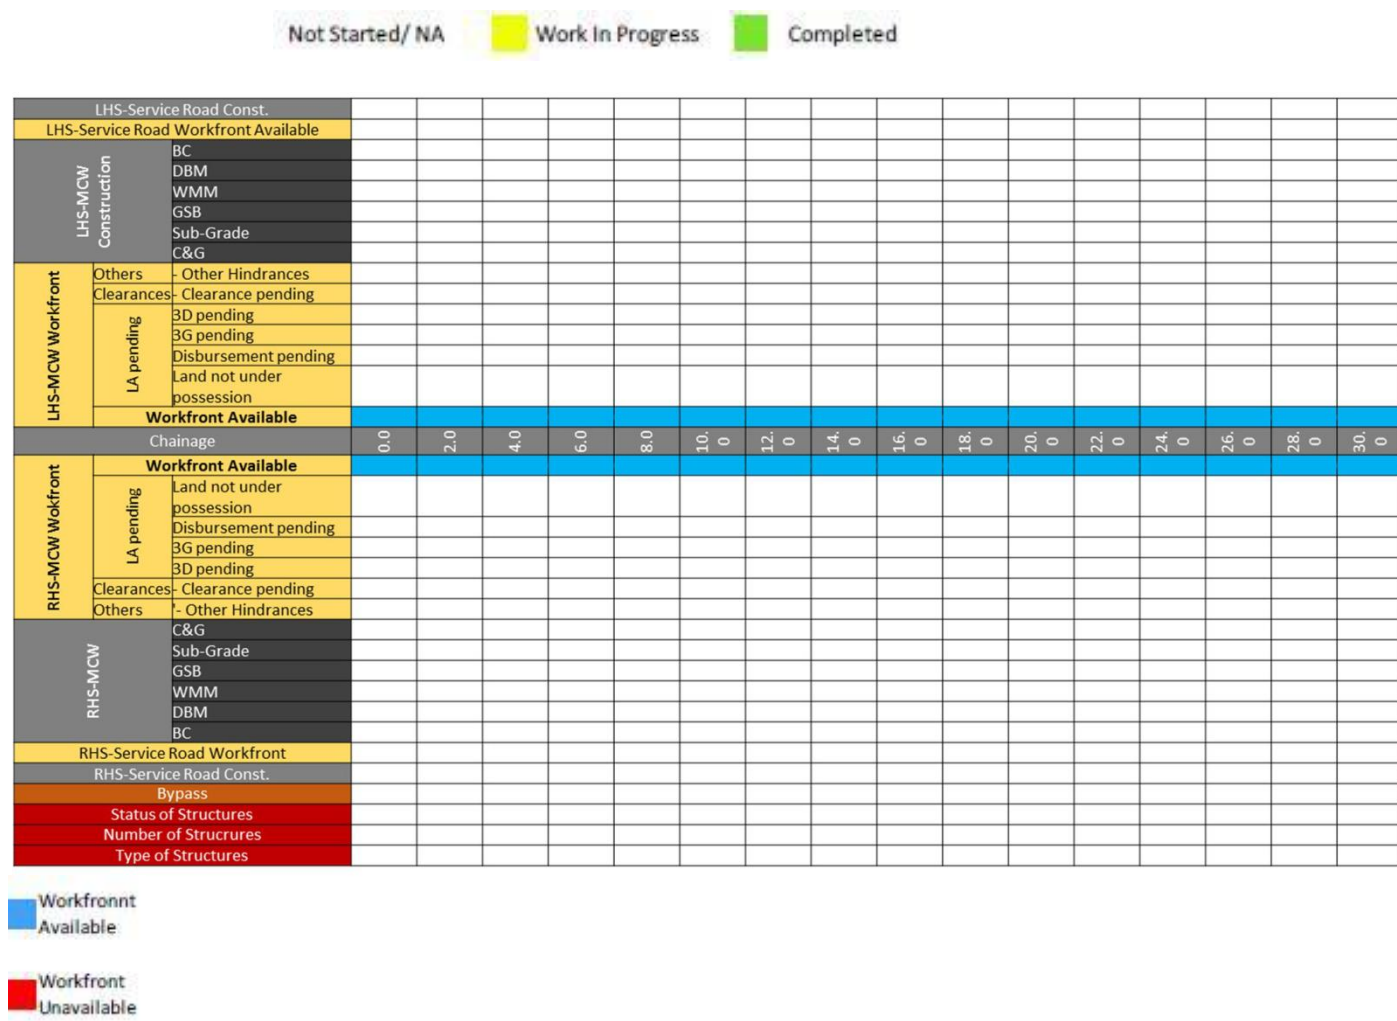 Not Started/ NA Work In Progress Completed
LHS-Service Road Const.
LHS-Service Road Workfront Available
LHS-MCW
Construction
BC
DBM
WMM
GSB
Sub-Grade
C&G
LHS-MCW Workfront
Others - Other Hindrances
Clearances - Clearance pending
LA pending
3D pending
3G pending
Disbursement pending
Land not under
possession
Workfront Available
Chainage 0.0 2.0 4.0 6.0 8.0 10.0 12.0 14.0 16.0 18.0 20.0 22.0 24.0 26.0 28.0 30.0
RHS-MCW Wokfront
Workfront Available
LA pending
Land not under
possession
Disbursement pending
3G pending
3D pending
Clearances - Clearance pending
Others '- Other Hindrances
RHS-MCW
C&G
Sub-Grade
GSB
WMM
DBM
BC
RHS-Service Road Workfront
RHS-Service Road Const.
Bypass
Status of Structures
Number of Strucrures
Type of Structures
Workfronnt
Available
Workfront
Unavailable